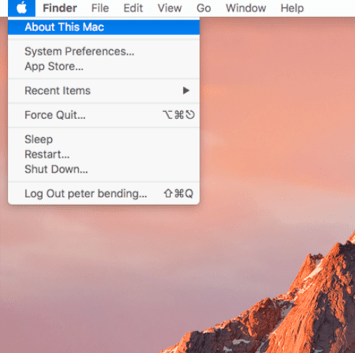 Finder File Edit View Go Window Help
About This Mac
System Preferences...
App Store...
Recent Items
Force Quit... ⌥⌘⎋
Sleep
Restart...
Shut Down...
Log Out peter bending... ⇧⌘Q